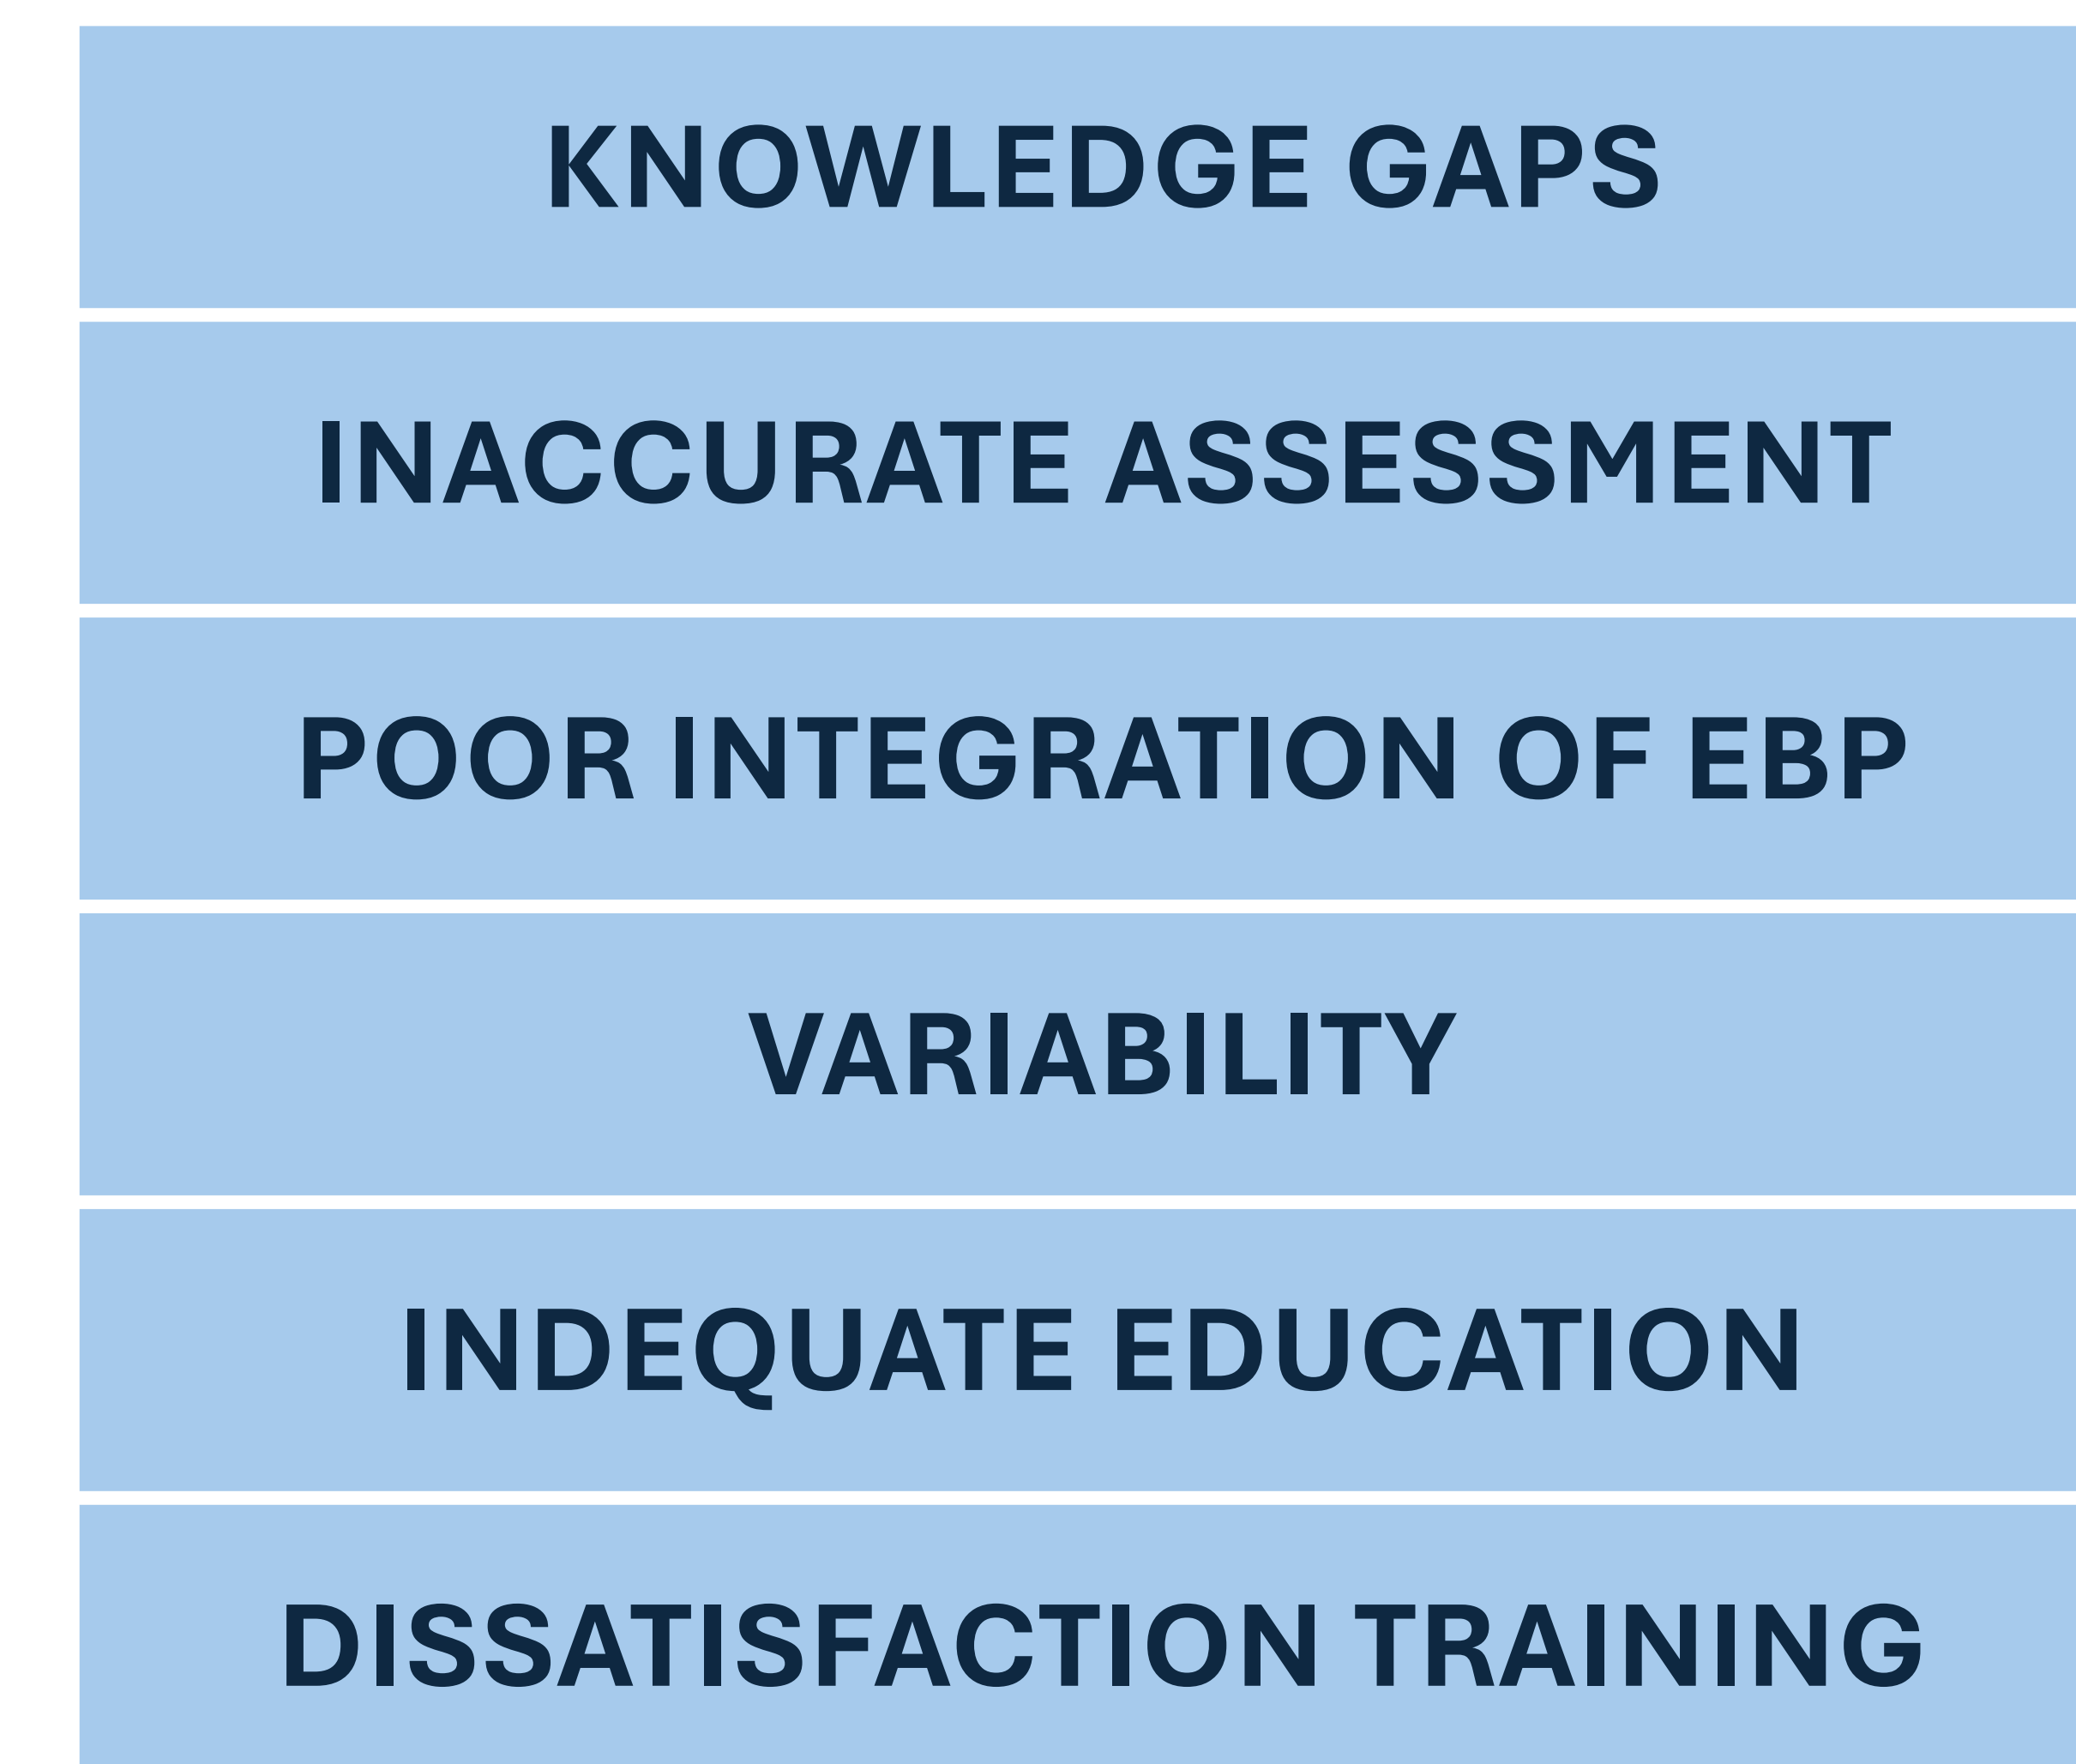 KNOWLEDGE GAPS
INACCURATE ASSESSMENT
POOR INTEGRATION OF EBP
VARIABILITY
INDEQUATE EDUCATION
DISSATISFACTION TRAINING